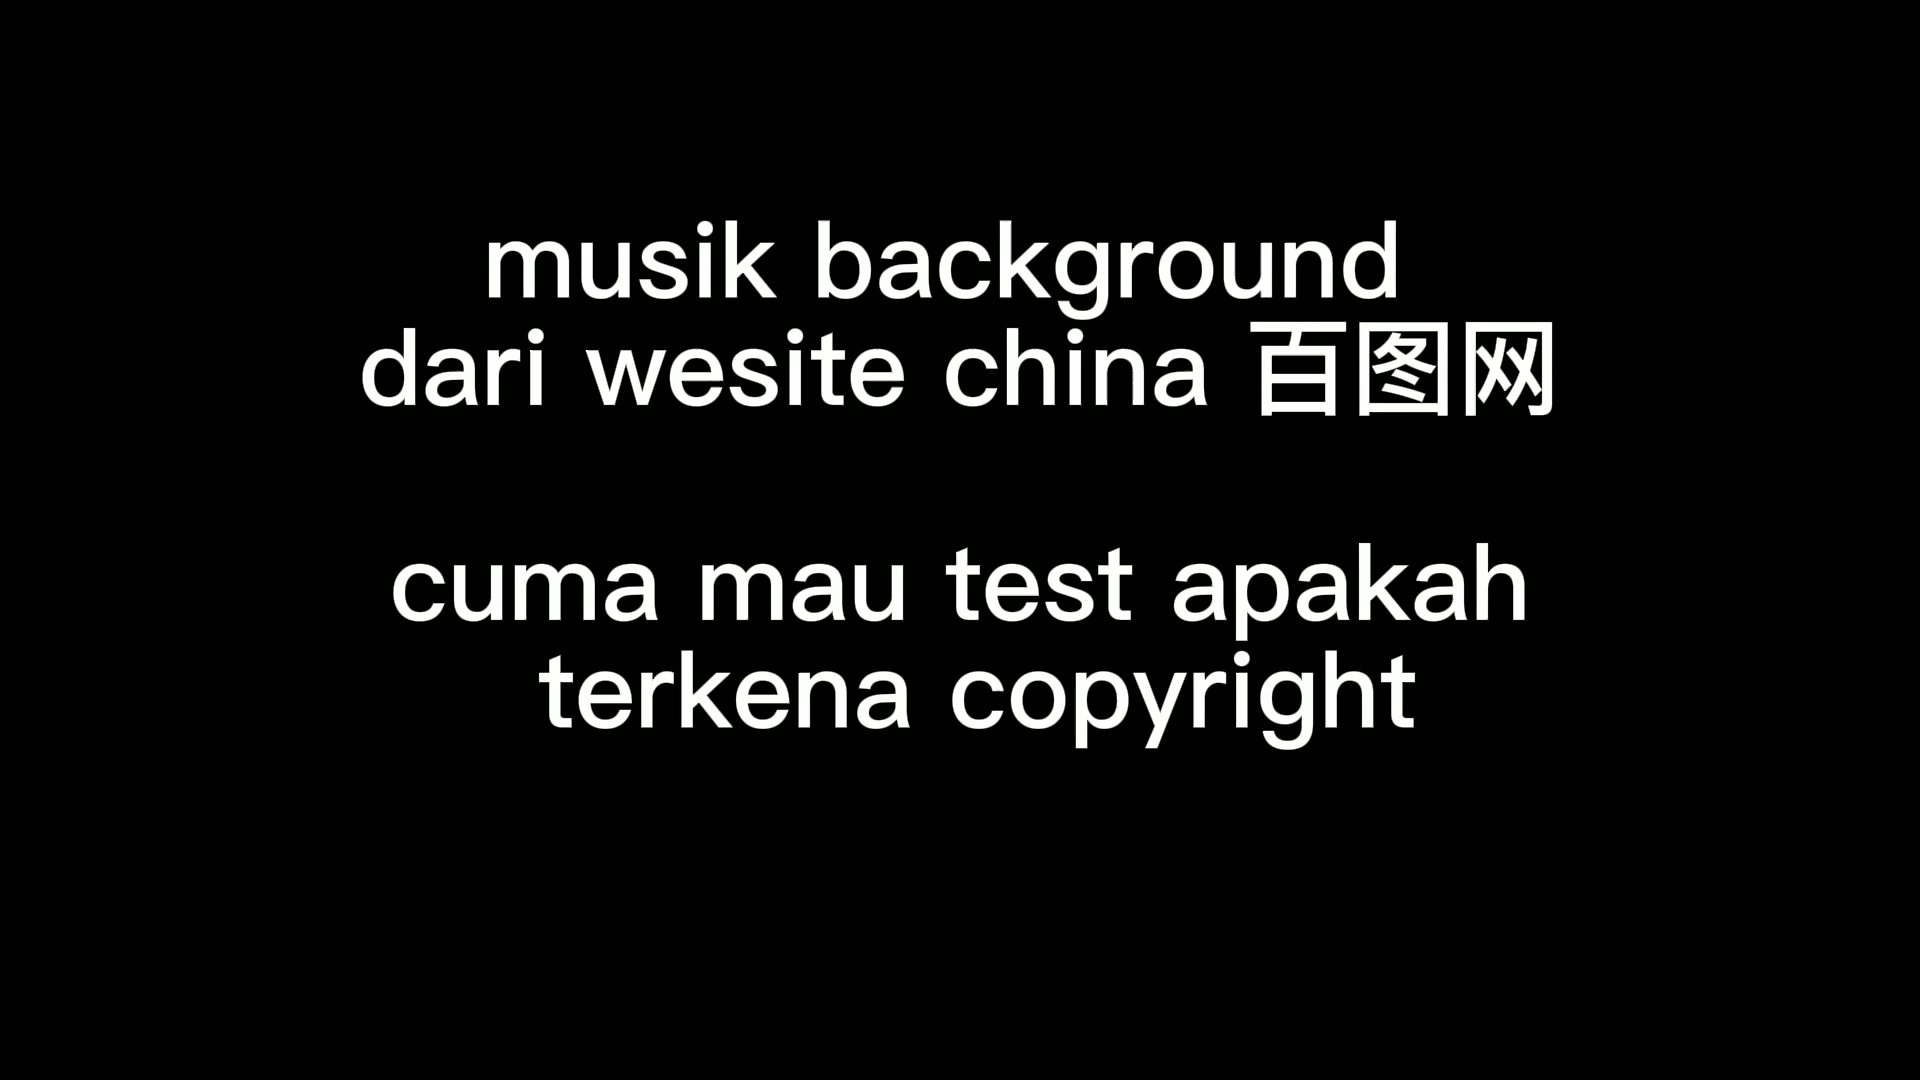 musik background
dari wesite china 百图网
cuma mau test apakah
terkena copyright